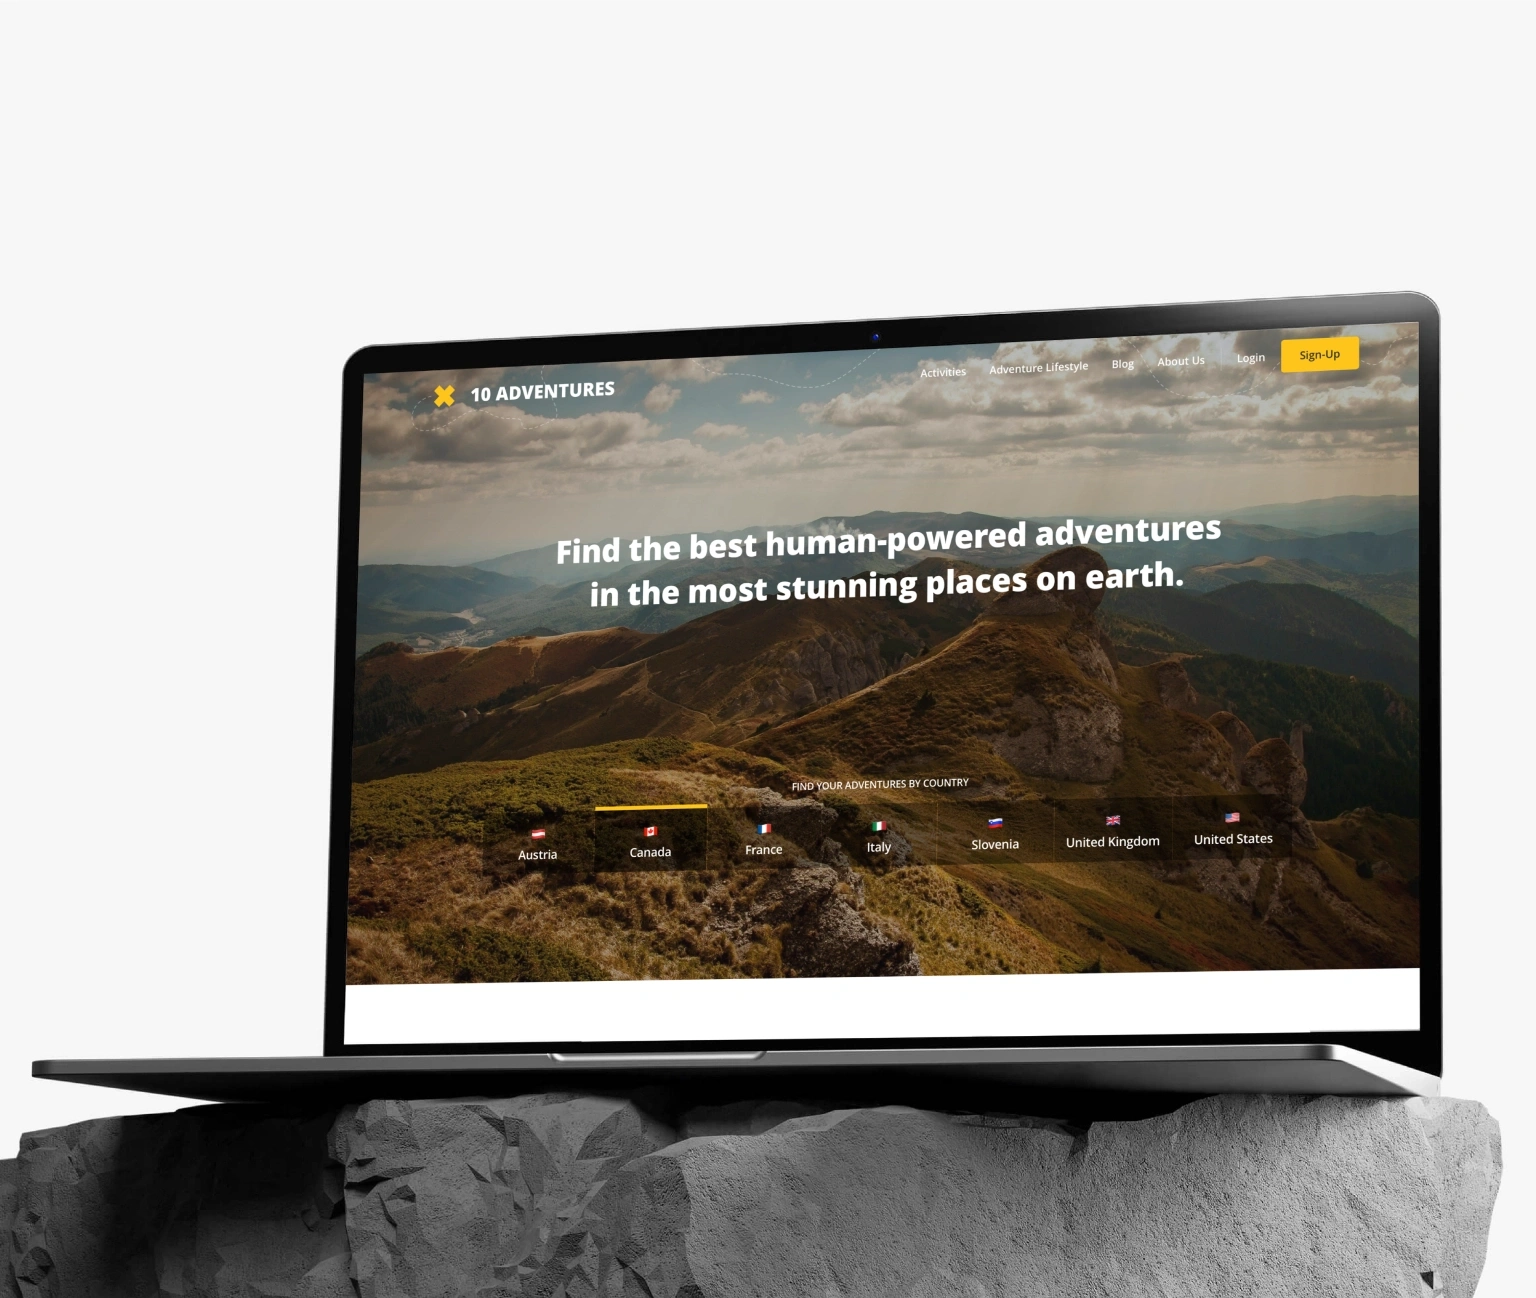 10 ADVENTURES
Activities Adventure Lifestyle Blog About Us Login Sign-Up
Find the best human-powered adventures
in the most stunning places on earth.
FIND YOUR ADVENTURES BY COUNTRY
Austria Canada France Italy Slovenia United Kingdom United States